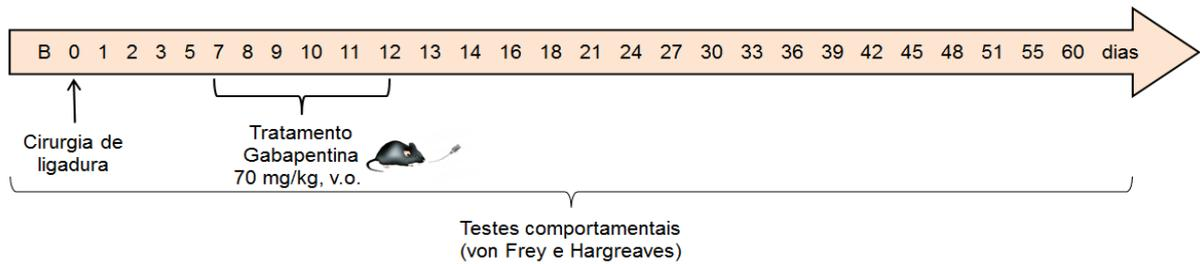 B 0 1 2 3 5 7 8 9 10 11 12 13 14 16 18 21 24 27 30 33 36 39 42 45 48 51 55 60 dias
Cirurgia de
ligadura
Tratamento
Gabapentina
70 mg/kg, v.o.
Testes comportamentais
(von Frey e Hargreaves)